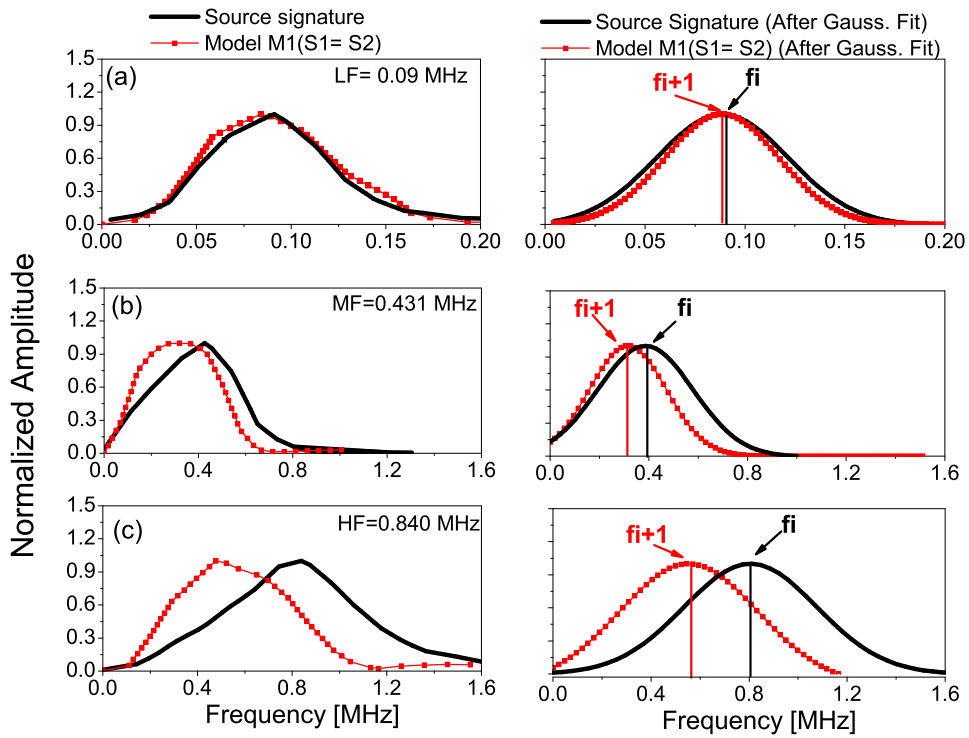 Source signature
Model M1(S1= S2)
Source Signature (After Gauss. Fit)
Model M1(S1= S2) (After Gauss. Fit)
Normalized Amplitude
(a)
LF= 0.09 MHz
1.5
1.2
0.9
0.6
0.3
0.0
0.00 0.05 0.10 0.15 0.20
fi+1
fi
0.00 0.05 0.10 0.15 0.20
(b)
MF=0.431 MHz
1.5
1.2
0.9
0.6
0.3
0.0
0.0 0.4 0.8 1.2 1.6
fi+1
fi
0.0 0.4 0.8 1.2 1.6
(c)
HF=0.840 MHz
1.5
1.2
0.9
0.6
0.3
0.0
0.0 0.4 0.8 1.2 1.6
Frequency [MHz]
fi+1
fi
0.0 0.4 0.8 1.2 1.6
Frequency [MHz]